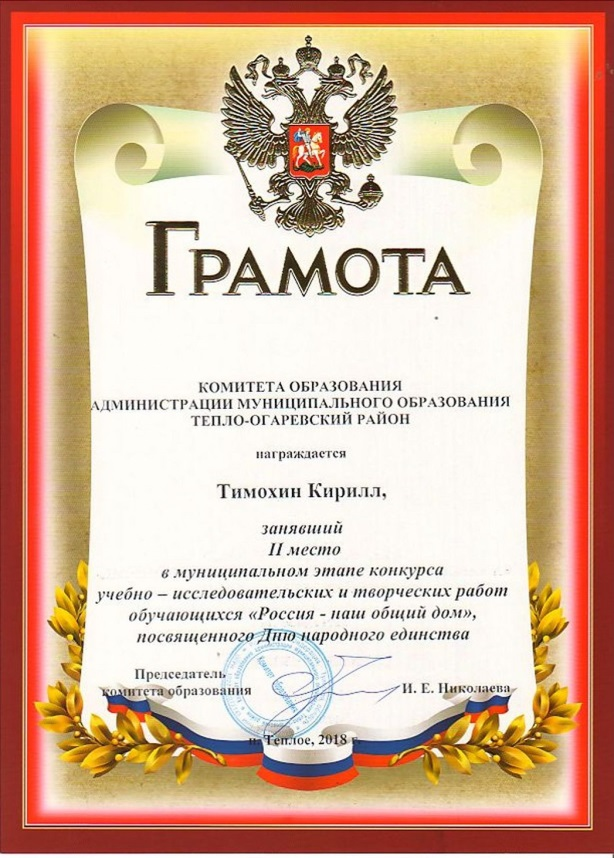 ГРАМОТА
КОМИТЕТА ОБРАЗОВАНИЯ
АДМИНИСТРАЦИИ МУНИЦИПАЛЬНОГО ОБРАЗОВАНИЯ
ТЕПЛО-ОГАРЕВСКИЙ РАЙОН
награждается
Тимохин Кирилл,
занявший
II место
в муниципальном этапе конкурса
учебно – исследовательских и творческих работ
обучающихся «Россия - наш общий дом»,
посвященного Дню народного единства
Председатель
комитета образования
И. Е. Николаева
п. Теплое, 2018 г.